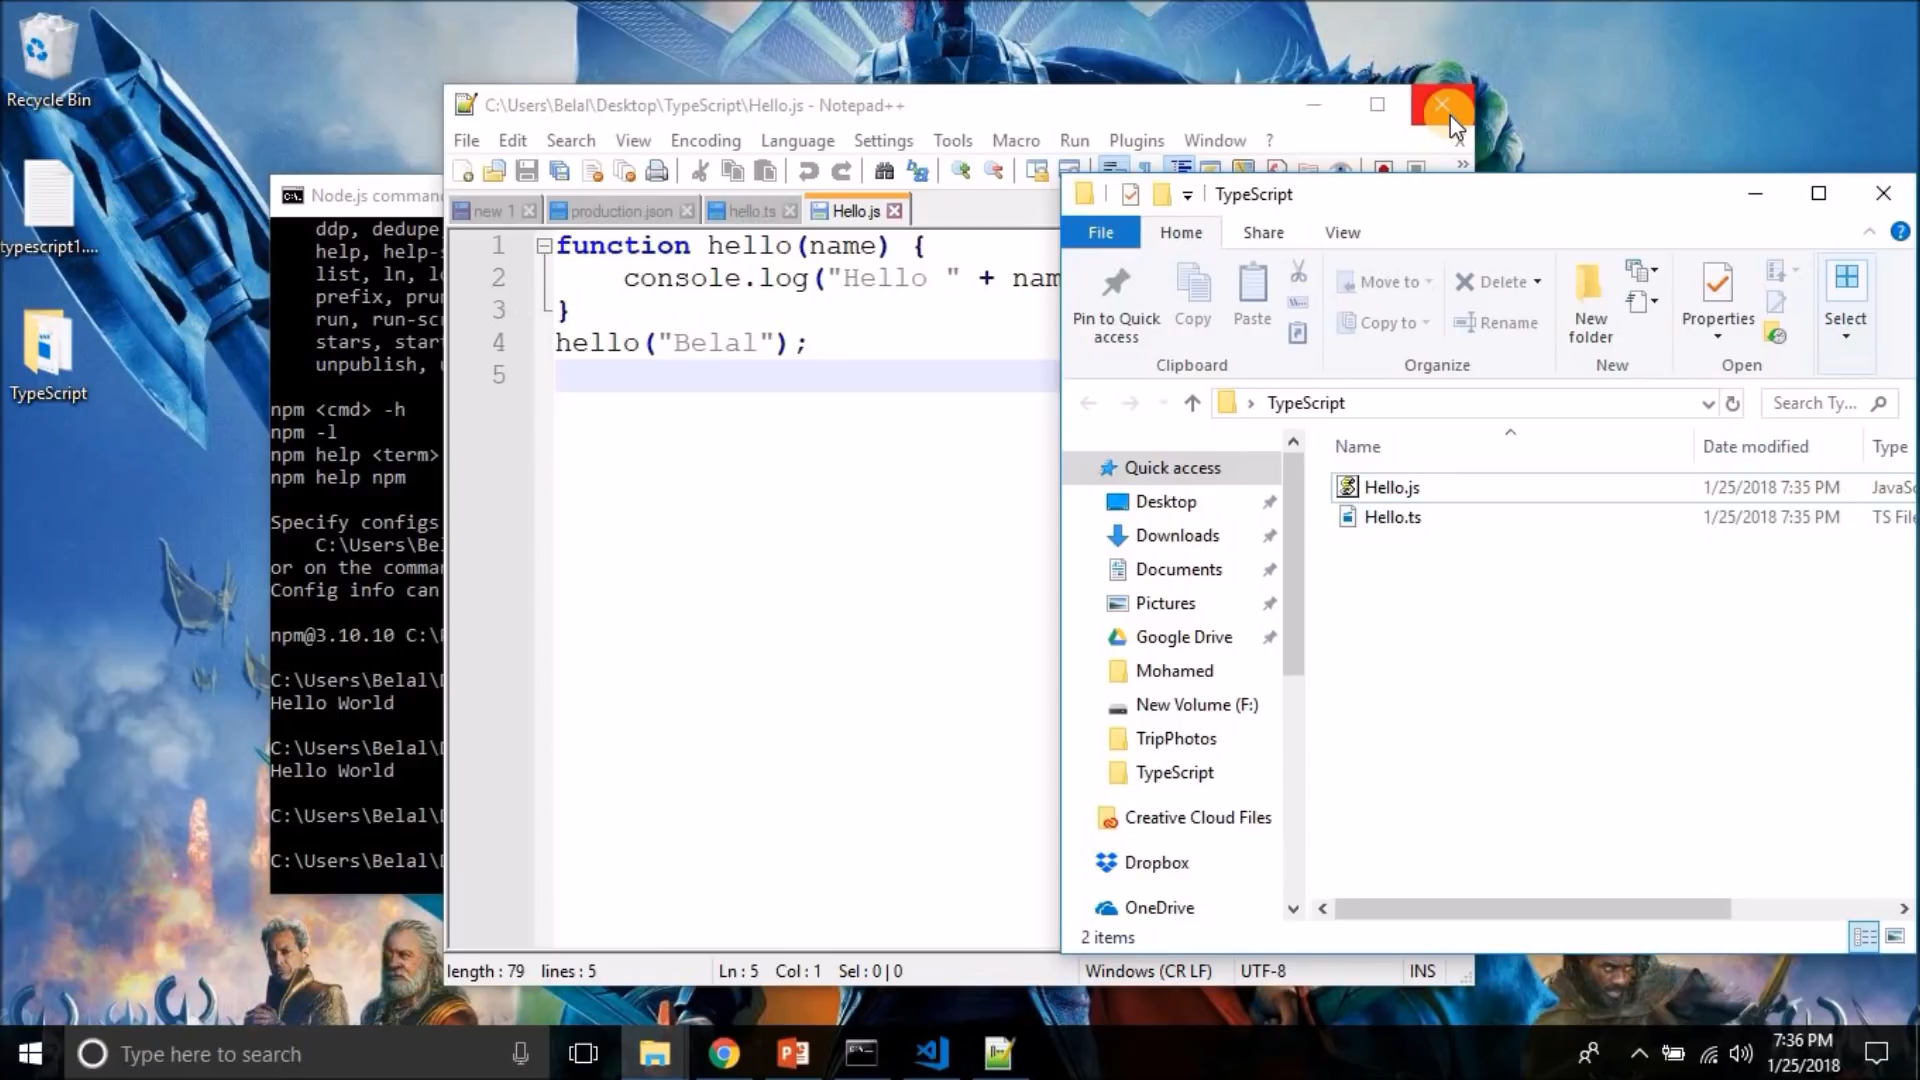 Recycle Bin
typescript1....
TypeScript
Node.js comman
ddp, dedupe,
help, help-s
list, ln, l
prefix, prun
run, run-scr
stars, start
unpublish,
npm <cmd> -h
npm -l
npm help <term>
npm help npm
Specify configs
C:\Users\Be
or on the comman
Config info can
npm@3.10.10 C:\
C:\Users\Belal\
Hello World
C:\Users\Belal\
Hello World
C:\Users\Belal\
C:\Users\Belal\
C:\Users\Belal\Desktop\TypeScript\Hello.js - Notepad++
File Edit Search View Encoding Language Settings Tools Macro Run Plugins Window ?
new 1 production.json hello.ts Hello.js
1 function hello(name) {
2 console.log("Hello " + nam
3 }
4 hello("Belal");
5
length : 79 lines : 5 Ln : 5 Col : 1 Sel : 0 | 0 Windows (CR LF) UTF-8 INS
TypeScript
File Home Share View
Pin to Quick access
Copy
Paste
Clipboard
Move to
Copy to
Delete
Rename
Organize
New folder
New
Properties
Open
Select
TypeScript
Search Ty...
Name Date modified Type
Hello.js 1/25/2018 7:35 PM JavaSc
Hello.ts 1/25/2018 7:35 PM TS File
Quick access
Desktop
Downloads
Documents
Pictures
Google Drive
Mohamed
New Volume (F:)
TripPhotos
TypeScript
Creative Cloud Files
Dropbox
OneDrive
2 items
Type here to search
7:36 PM
1/25/2018